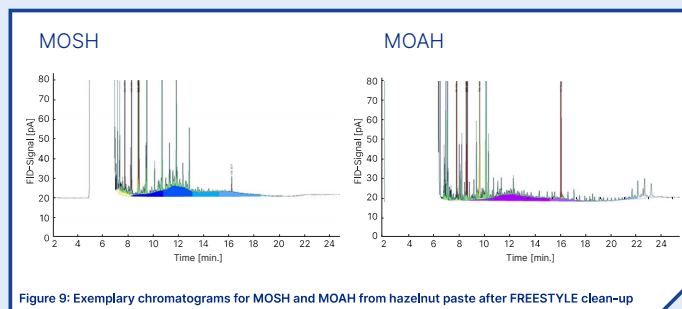 MOSH
MOAH
80
70
60
50
40
30
20
10
0
FID-Signal [pA]
2 4 6 8 10 12 14 16 18 20 22 24
Time [min.]
80
70
60
50
40
30
20
10
0
FID-Signal [pA]
2 4 6 8 10 12 14 16 18 20 22 24
Time [min.]
Figure 9: Exemplary chromatograms for MOSH and MOAH from hazelnut paste after FREESTYLE clean-up